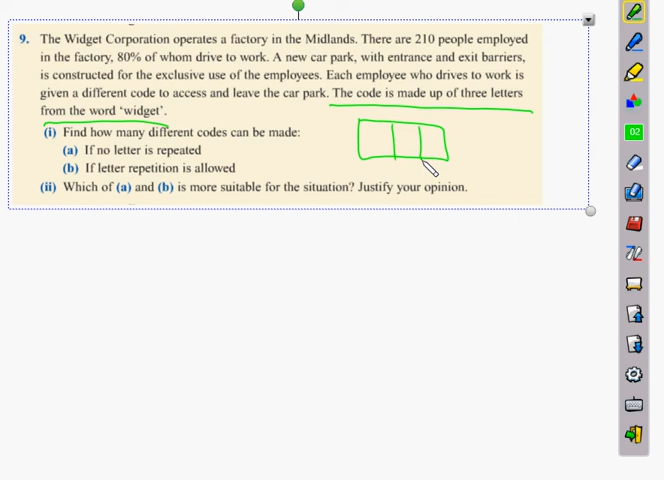 9. The Widget Corporation operates a factory in the Midlands. There are 210 people employed
in the factory, 80% of whom drive to work. A new car park, with entrance and exit barriers,
is constructed for the exclusive use of the employees. Each employee who drives to work is
given a different code to access and leave the car park. The code is made up of three letters
from the word ‘widget’.
(i) Find how many different codes can be made:
(a) If no letter is repeated
(b) If letter repetition is allowed
(ii) Which of (a) and (b) is more suitable for the situation? Justify your opinion.
02